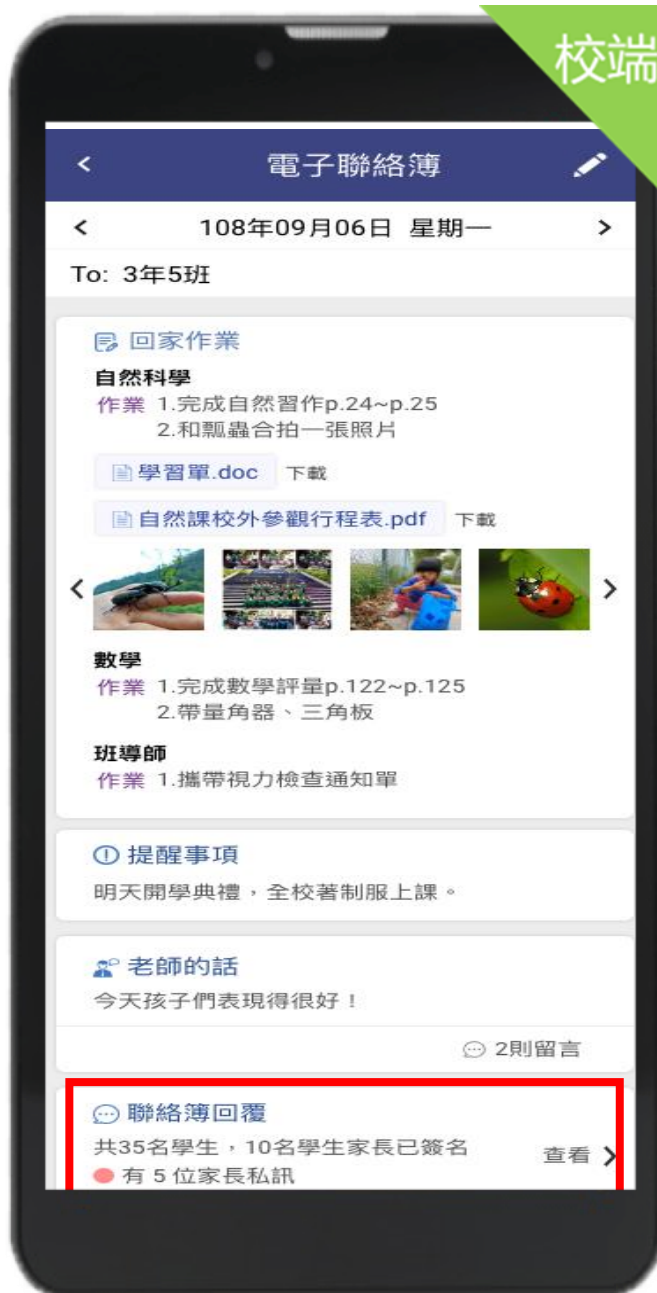 校端
電子聯絡簿
108年09月06日 星期一
To: 3年5班
回家作業
自然科學
作業 1.完成自然習作p.24~p.25
2.和瓢蟲合拍一張照片
學習單.doc 下載
自然課校外參觀行程表.pdf 下載
數學
作業 1.完成數學評量p.122~p.125
2.帶量角器、三角板
班導師
作業 1.攜帶視力檢查通知單
提醒事項
明天開學典禮，全校著制服上課。
老師的話
今天孩子們表現得很好！
2則留言
聯絡簿回覆
共35名學生，10名學生家長已簽名
查看
有 5 位家長私訊